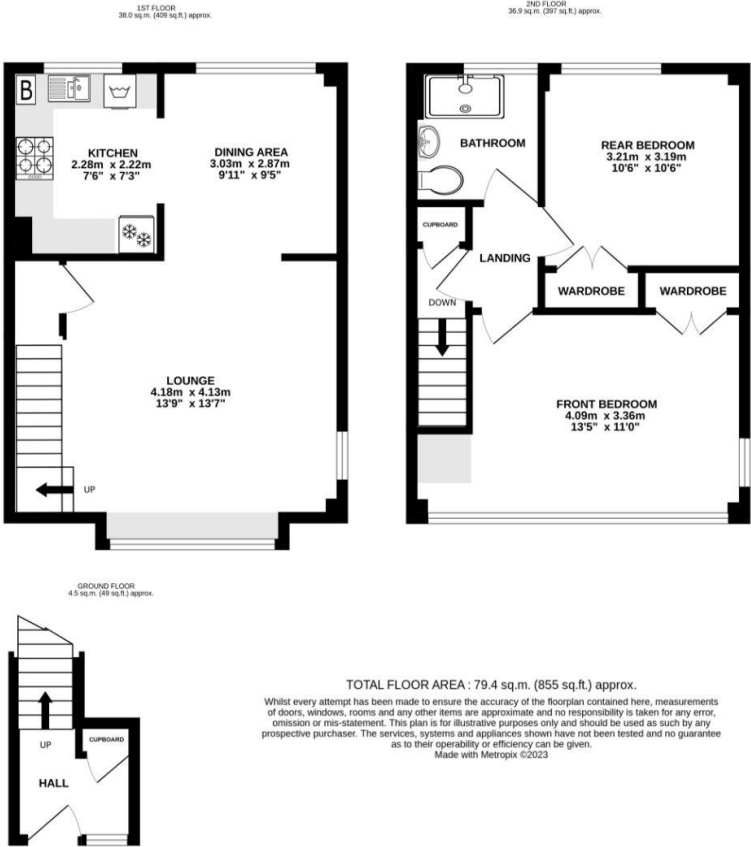 1ST FLOOR
38.0 sq.m. (409 sq.ft.) approx.
2ND FLOOR
36.9 sq.m. (397 sq.ft.) approx.
B
KITCHEN
2.28m x 2.22m
7'6" x 7'3"
DINING AREA
3.03m x 2.87m
9'11" x 9'5"
LOUNGE
4.18m x 4.13m
13'9" x 13'7"
UP
BATHROOM
REAR BEDROOM
3.21m x 3.19m
10'6" x 10'6"
CUPBOARD
LANDING
DOWN
WARDROBE
WARDROBE
FRONT BEDROOM
4.09m x 3.36m
13'5" x 11'0"
GROUND FLOOR
4.5 sq.m. (49 sq.ft.) approx.
UP
CUPBOARD
HALL
TOTAL FLOOR AREA : 79.4 sq.m. (855 sq.ft.) approx.
Whilst every attempt has been made to ensure the accuracy of the floorplan contained here, measurements
of doors, windows, rooms and any other items are approximate and no responsibility is taken for any error,
omission or mis-statement. This plan is for illustrative purposes only and should be used as such by any
prospective purchaser. The services, systems and appliances shown have not been tested and no guarantee
as to their operability or efficiency can be given.
Made with Metropix ©2023